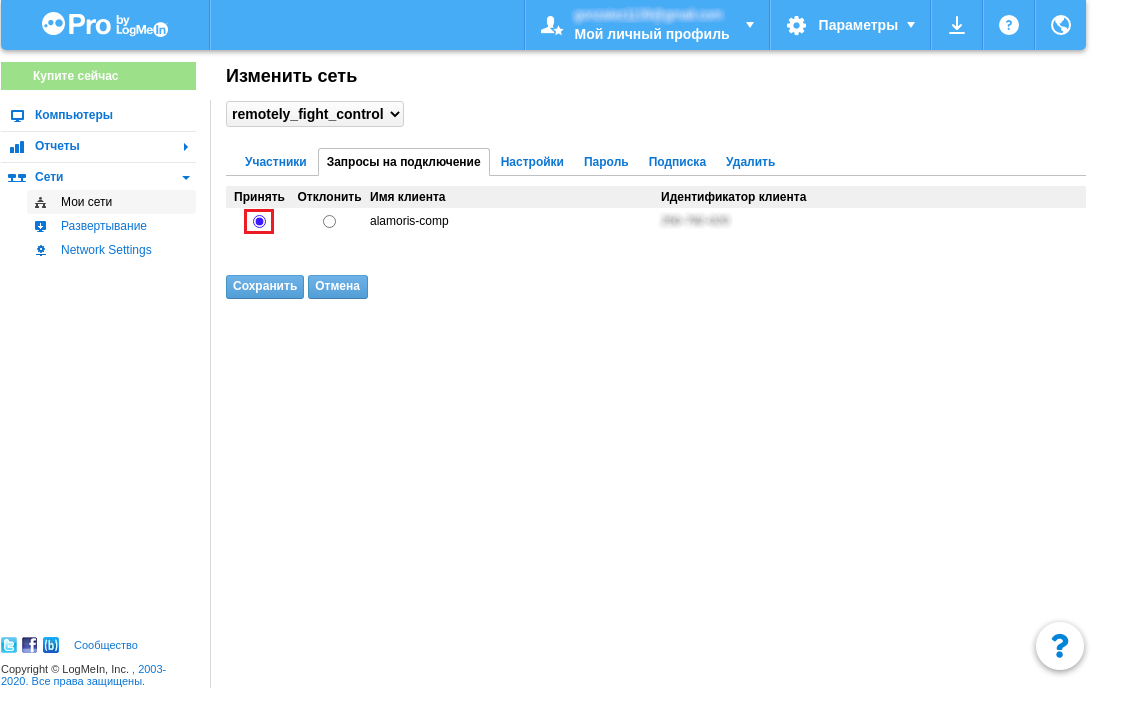 Pro by LogMeIn
Мой личный профиль
Параметры
Купите сейчас
Компьютеры
Отчеты
Сети
Мои сети
Развертывание
Network Settings
Изменить сеть
remotely_fight_control
Участники Запросы на подключение Настройки Пароль Подписка Удалить
Принять Отклонить Имя клиента Идентификатор клиента
alamoris-comp
Сохранить Отмена
Сообщество
Copyright © LogMeIn, Inc. , 2003-
2020. Все права защищены.